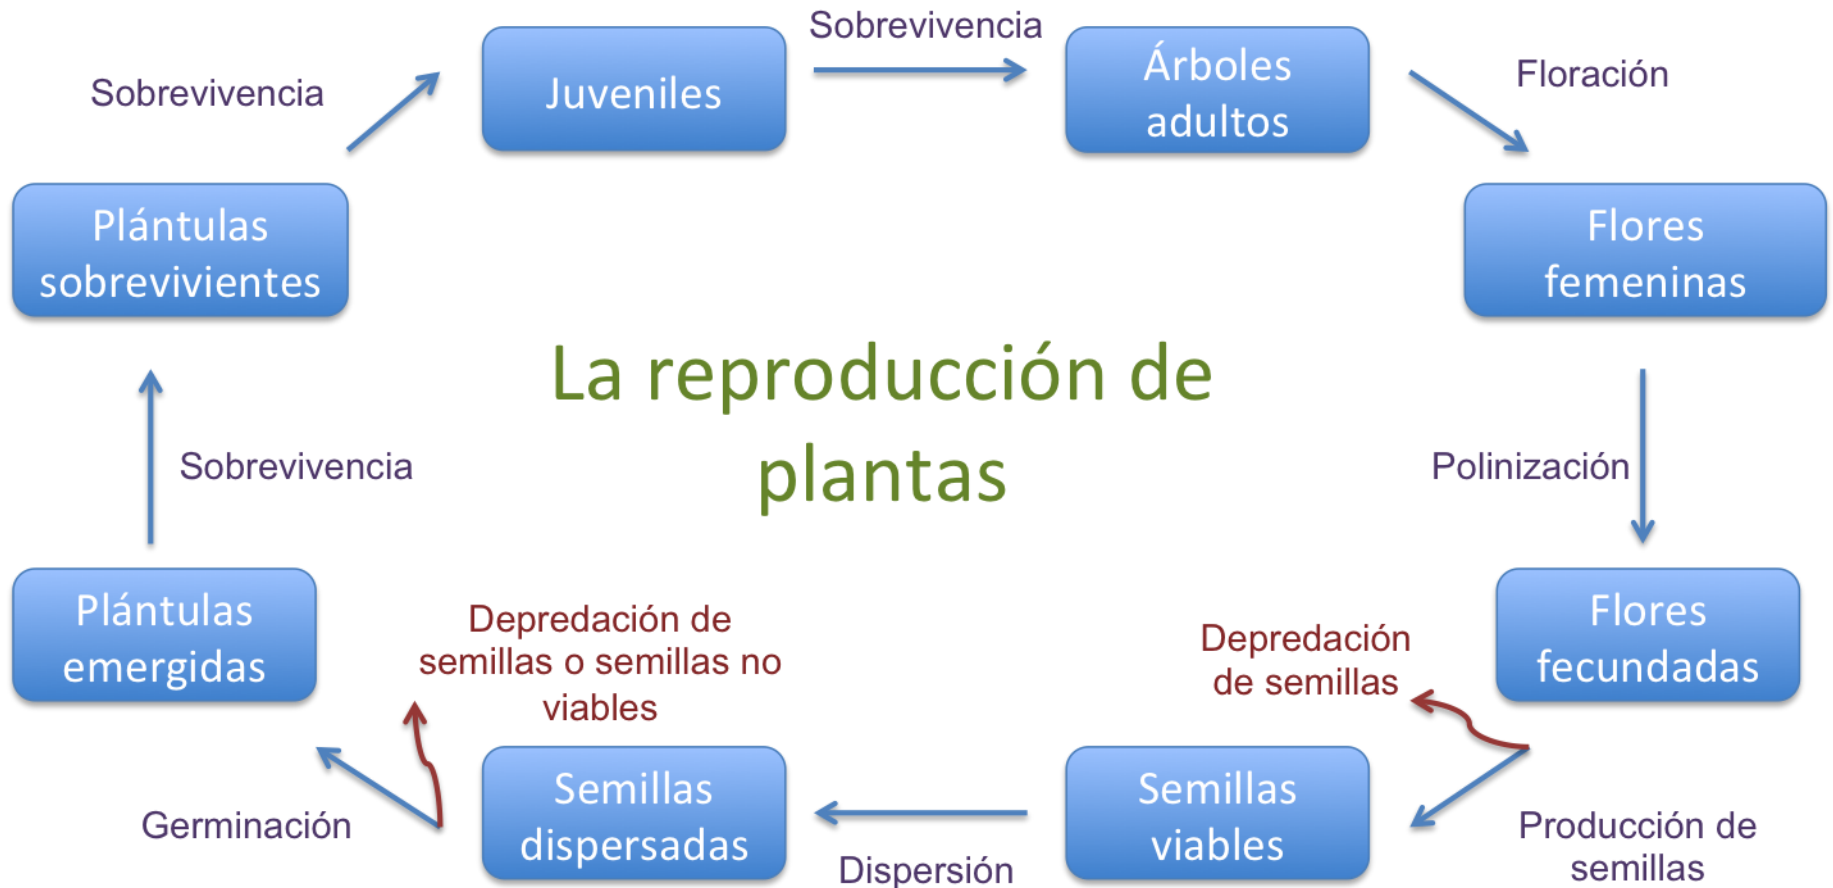 Sobrevivencia
Juveniles
Sobrevivencia
Árboles
adultos
Floración
Plántulas
sobrevivientes
Flores
femeninas
La reproducción de
plantas
Sobrevivencia
Polinización
Plántulas
emergidas
Depredación de
semillas o semillas no
viables
Depredación
de semillas
Flores
fecundadas
Germinación
Semillas
dispersadas
Dispersión
Semillas
viables
Producción de
semillas